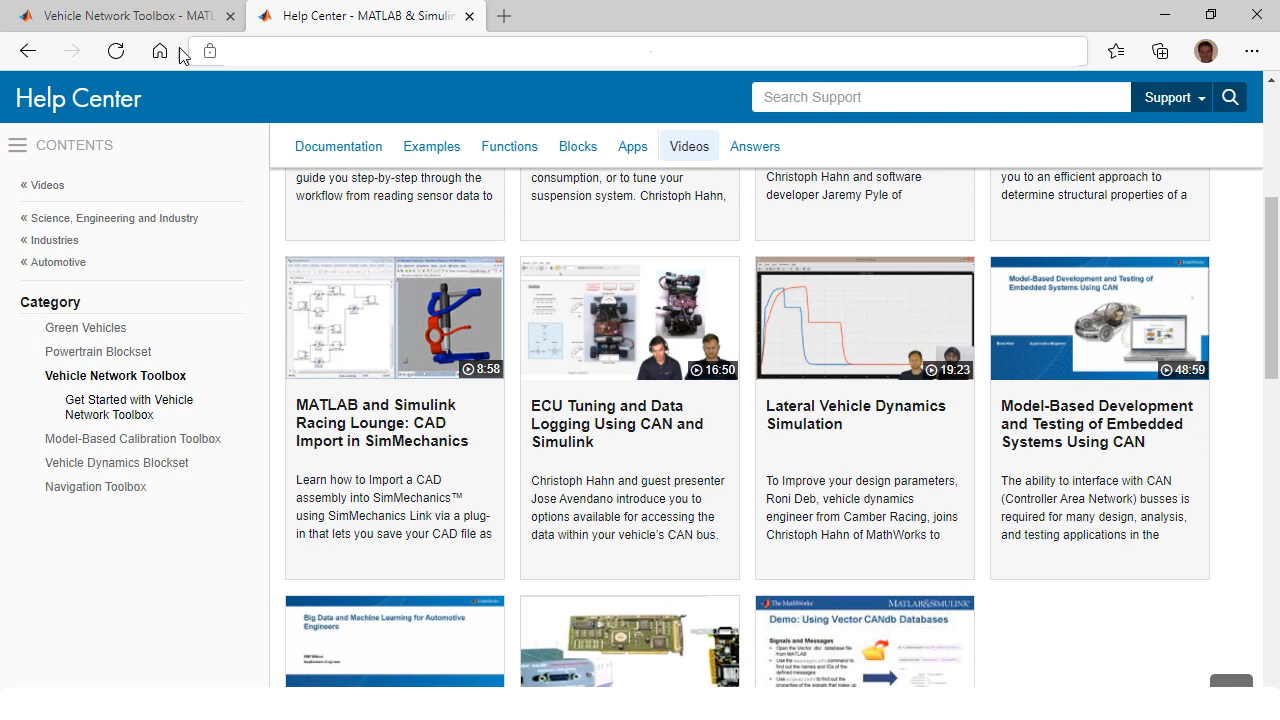 Vehicle Network Toolbox - MATL
Help Center - MATLAB & Simulin
Help Center
Search Support
Support
CONTENTS
Documentation
Examples
Functions
Blocks
Apps
Videos
Answers
« Videos
« Science, Engineering and Industry
« Industries
« Automotive
Category
Green Vehicles
Powertrain Blockset
Vehicle Network Toolbox
Get Started with Vehicle
Network Toolbox
Model-Based Calibration Toolbox
Vehicle Dynamics Blockset
Navigation Toolbox
guide you step-by-step through the
workflow from reading sensor data to
consumption, or to tune your
suspension system. Christoph Hahn,
Christoph Hahn and software
developer Jeremy Pyle of
you to an efficient approach to
determine structural properties of a
8:58
MATLAB and Simulink
Racing Lounge: CAD
Import in SimMechanics
Learn how to Import a CAD
assembly into SimMechanics™
using SimMechanics Link via a plug-
in that lets you save your CAD file as
16:50
ECU Tuning and Data
Logging Using CAN and
Simulink
Christoph Hahn and guest presenter
Jose Avendano introduce you to
options available for accessing the
data within your vehicle's CAN bus.
19:23
Lateral Vehicle Dynamics
Simulation
To Improve your design parameters,
Roni Deb, vehicle dynamics
engineer from Camber Racing, joins
Christoph Hahn of MathWorks to
MathWorks
Model-Based Development and Testing of
Embedded Systems Using CAN
48:59
Model-Based Development
and Testing of Embedded
Systems Using CAN
The ability to interface with CAN
(Controller Area Network) busses is
required for many design, analysis,
and testing applications in the
MathWorks
Big Data and Machine Learning for Automotive
Engineers
Will Wilson
Application Engineer
The MathWorks
MATLAB&SIMULINK
Demo: Using Vector CANdb Databases
Signals and Messages
Open the Vector .dbc database file
from MATLAB
Use the command to
find out the names and IDs of the
defined messages
Use to find out the
properties of the signals that make up